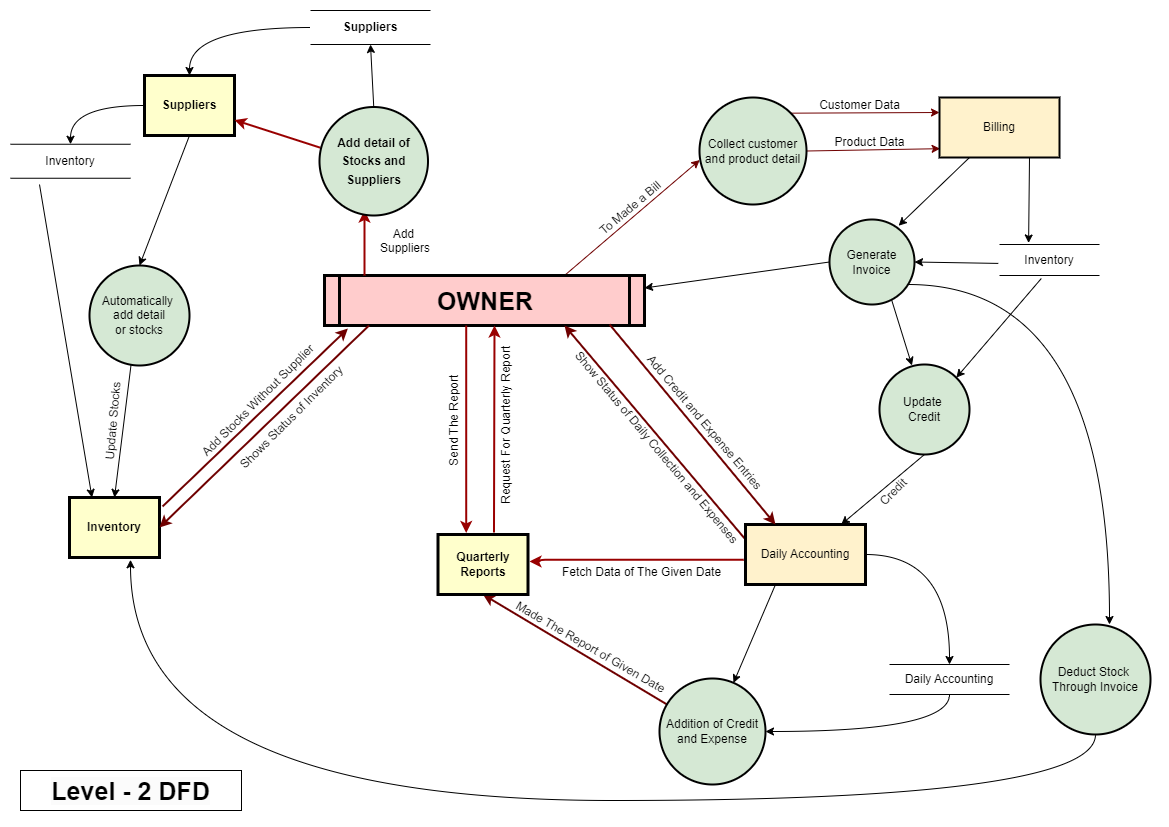 Suppliers
Suppliers
Inventory
Add detail of
Stocks and
Suppliers
Add
Suppliers
Automatically
add detail
or stocks
Update Stocks
Inventory
OWNER
Add Stocks Without Supplier
Shows Status of Inventory
Send The Report
Request For Quarterly Report
Show Status of Daily Collection and Expenses
Add Credit and Expense Entries
To Made a Bill
Collect customer
and product detail
Customer Data
Product Data
Billing
Generate
Invoice
Inventory
Update
Credit
Credit
Daily Accounting
Quarterly
Reports
Fetch Data of The Given Date
Made The Report of Given Date
Addition of Credit
and Expense
Daily Accounting
Deduct Stock
Through Invoice
Level - 2 DFD